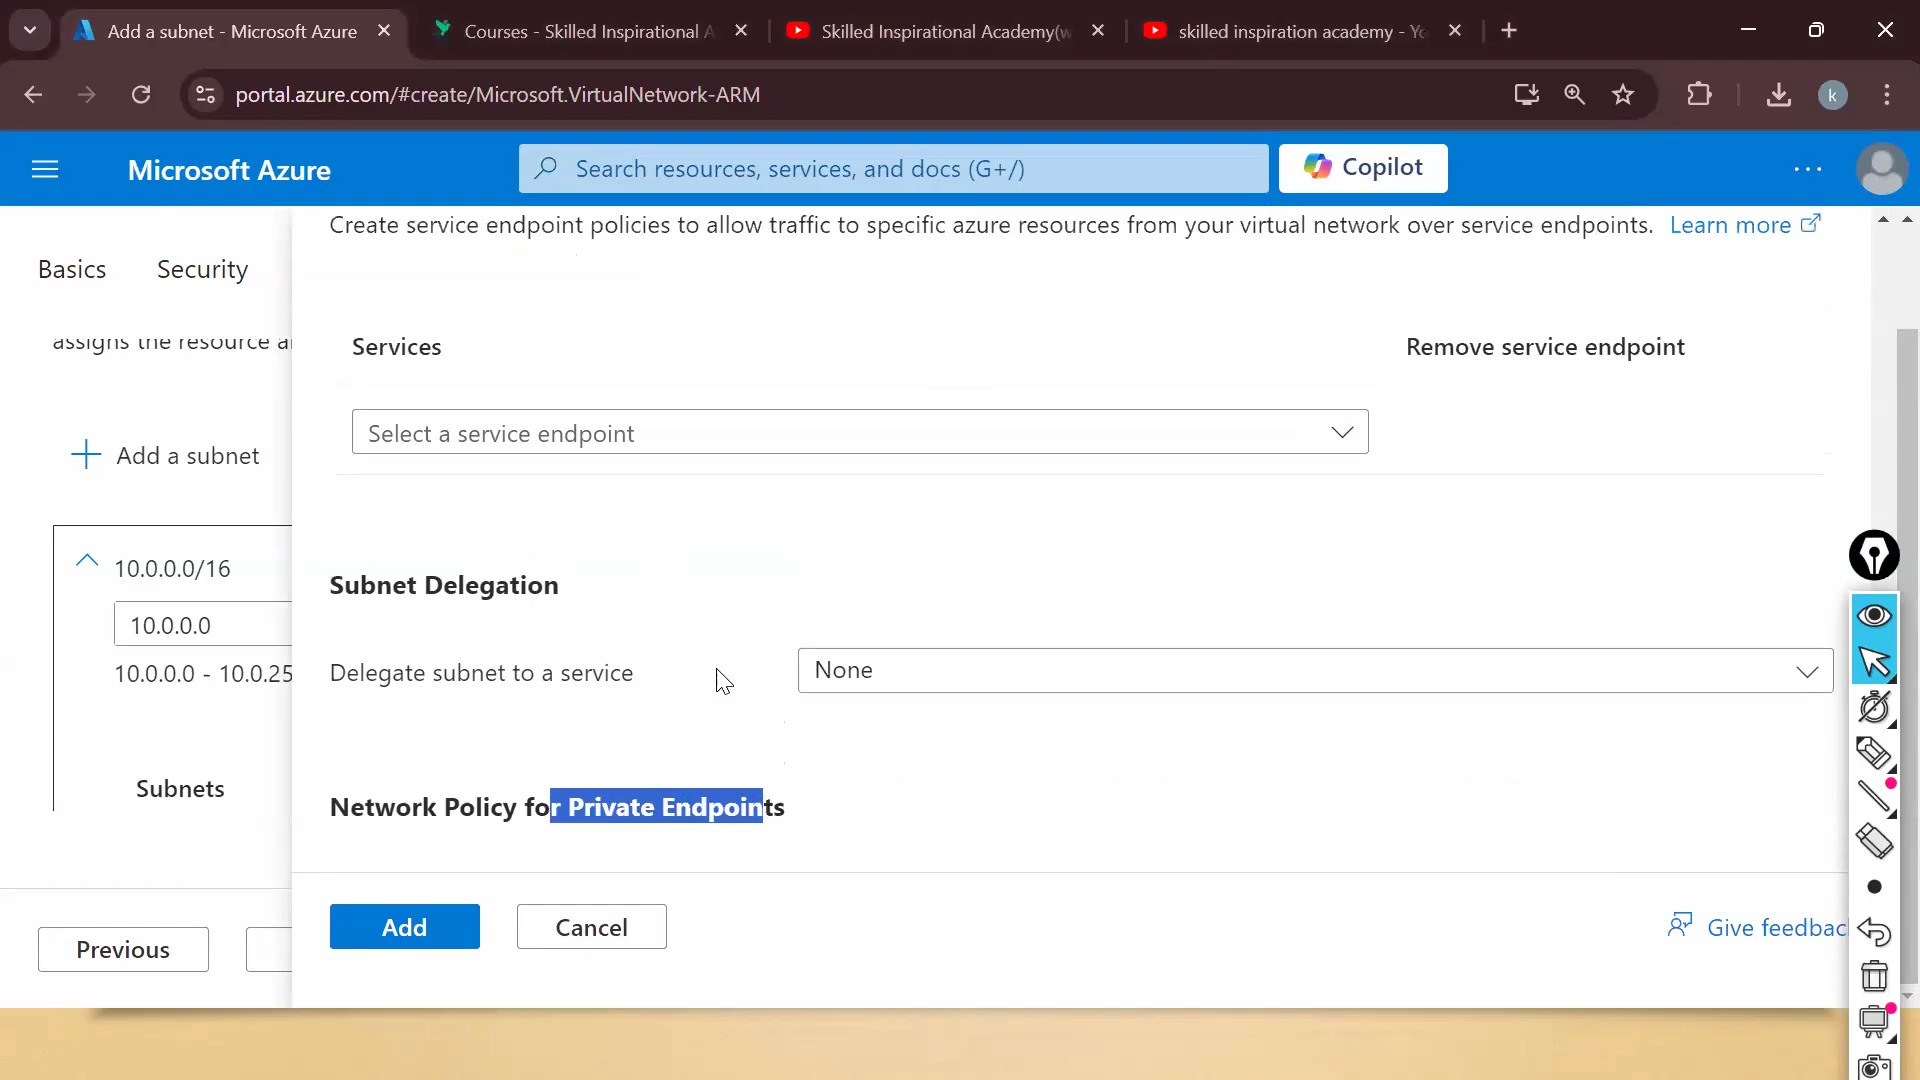 Add a subnet - Microsoft Azure
Courses - Skilled Inspirational A
Skilled Inspirational Academy(w
skilled inspiration academy - Yo
portal.azure.com/#create/Microsoft.VirtualNetwork-ARM
k
Microsoft Azure
Search resources, services, and docs (G+/)
Copilot
Create service endpoint policies to allow traffic to specific azure resources from your virtual network over service endpoints. Learn more
Basics
Security
assigns the resource a
Services
Remove service endpoint
Select a service endpoint
Add a subnet
10.0.0.0/16
10.0.0.0
10.0.0.0 - 10.0.25
Subnet Delegation
Delegate subnet to a service
None
Subnets
Network Policy for Private Endpoints
Add
Cancel
Give feedbac
Previous